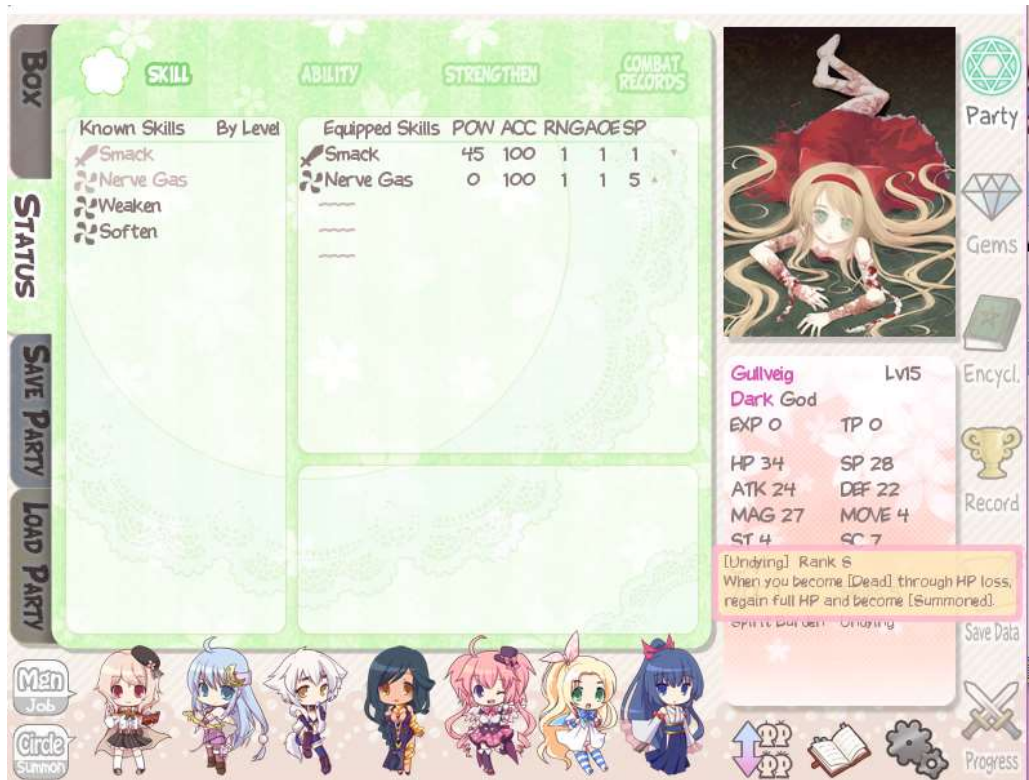 BOX
STATUS
SAVE PARTY
LOAD PARTY
SKILL ABILITY STRENGTHEN COMBAT RECORDS
Known Skills By Level
Smack
Nerve Gas
Weaken
Soften
Equipped Skills POW ACC RNG AOE SP
Smack 45 100 1 1 1
Nerve Gas 0 100 1 1 5
Gullveig Lv15
Dark God
EXP 0 TP 0
HP 34 SP 28
ATK 24 DEF 22
MAG 27 MOVE 4
ST 4 SC 7
[Undying] Rank S
When you become [Dead] through HP loss,
regain full HP and become [Summoned].
Spirit Burden Undying
Party
Gems
Encycl.
Record
Save Data
Progress
Mgn
Job
Circle
Summon